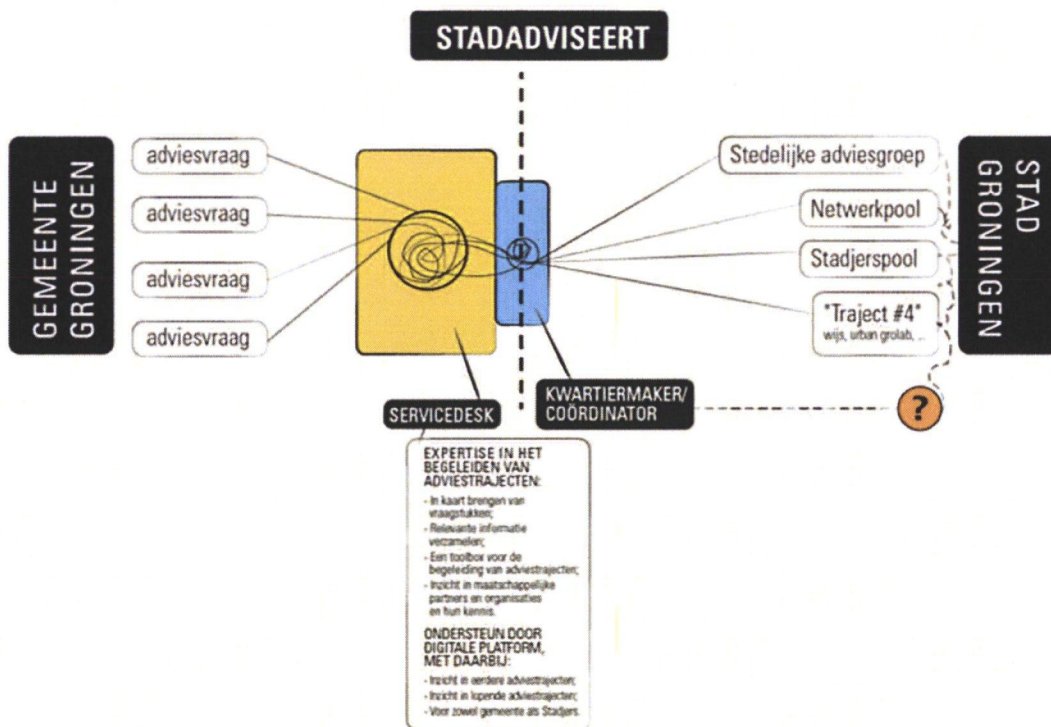 STADADVISEERT
GEMEENTE
GRONINGEN
adviesvraag
adviesvraag
adviesvraag
adviesvraag
Stedelijke adviesgroep
Netwerkpool
Stadjerspool
"Traject #4"
wijs, urban grolab, ...
STAD
GRONINGEN
SERVICEDESK
KWARTIERMAKER/
COÖRDINATOR
?
EXPERTISE IN HET
BEGELEIDEN VAN
ADVIESTRAJECTEN:
- In kaart brengen van
vraagstukken;
- Relevante informatie
verzamelen;
- Een toolbox voor de
begeleiding van adviestrajecten;
- Inzicht in maatschappelijke
partners en organisaties
en hun kennis.
ONDERSTEUN DOOR
DIGITALE PLATFORM,
MET DAARBIJ:
- Inzicht in eerdere adviestrajecten;
- Inzicht in lopende adviestrajecten;
- Voor zowel gemeente als Stadjers.